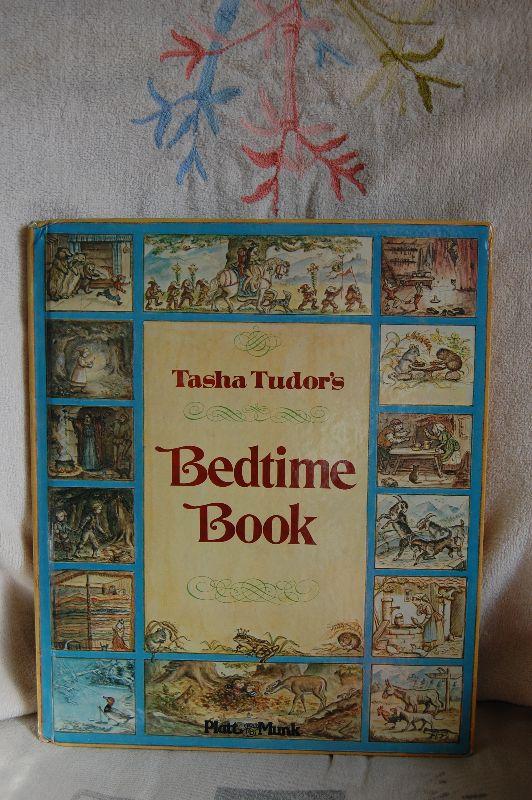 Tasha Tudor's
Bedtime
Book
Platt & Munk